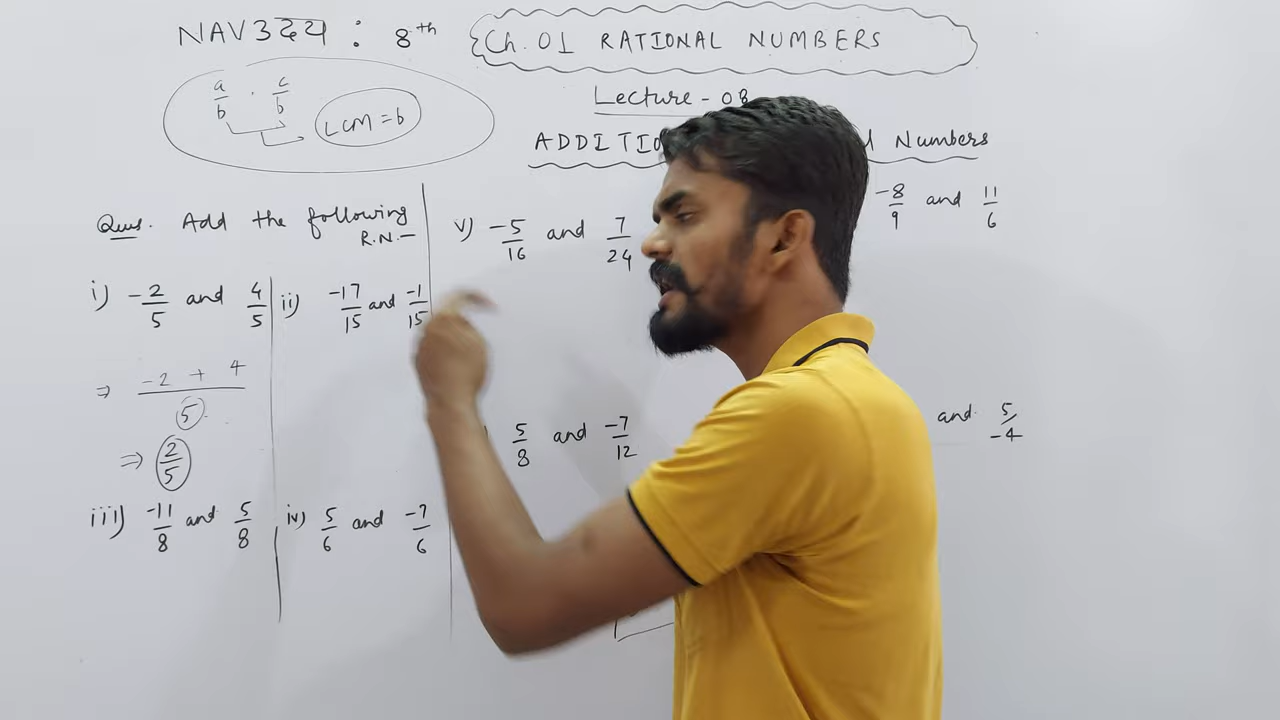 NAV3ੳਦਯ : 8th
Ch. 01 RATIONAL NUMBERS
a/b . c/b
LCM = b
Lecture - 08
ADDITIO Numbers
Ques. Add the following
R.N.-
i) -2/5 and 4/5
ii) -17/15 and -1/15
⇒ -2 + 4 / 5
⇒ 2/5
iii) -11/8 and 5/8
iv) 5/6 and -7/6
v) -5/16 and 7/24
5/8 and -7/12
-8/9 and 11/6
and 5/-4